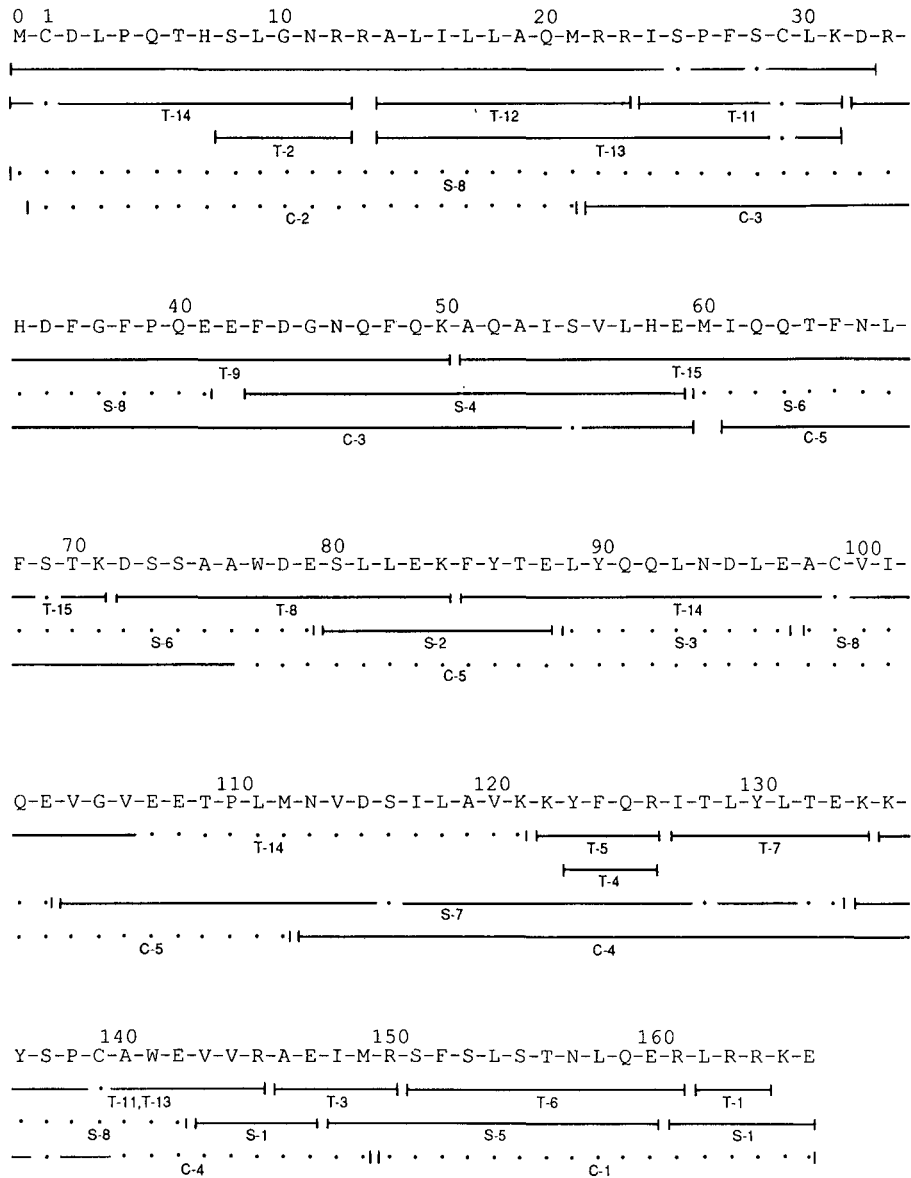 0 1 10 20 30
M-C-D-L-P-Q-T-H-S-L-G-N-R-R-A-L-I-L-L-A-Q-M-R-R-I-S-P-F-S-C-L-K-D-R-
T-14 T-12 T-11
T-2 T-13
S-8
C-2 C-3
40 50 60
H-D-F-G-F-P-Q-E-E-F-D-G-N-Q-F-Q-K-A-Q-A-I-S-V-L-H-E-M-I-Q-Q-T-F-N-L-
T-9 T-15
S-8 S-4 S-6
C-3 C-5
70 80 90 100
F-S-T-K-D-S-S-A-A-W-D-E-S-L-L-E-K-F-Y-T-E-L-Y-Q-Q-L-N-D-L-E-A-C-V-I-
T-15 T-8 T-14
S-6 S-2 S-3 S-8
C-5
110 120 130
Q-E-V-G-V-E-E-T-P-L-M-N-V-D-S-I-L-A-V-K-K-Y-F-Q-R-I-T-L-Y-L-T-E-K-K-
T-14 T-5 T-7
T-4
S-7
C-5 C-4
140 150 160
Y-S-P-C-A-W-E-V-V-R-A-E-I-M-R-S-F-S-L-S-T-N-L-Q-E-R-L-R-R-K-E
T-11,T-13 T-3 T-6 T-1
S-8 S-1 S-5 S-1
C-4 C-1